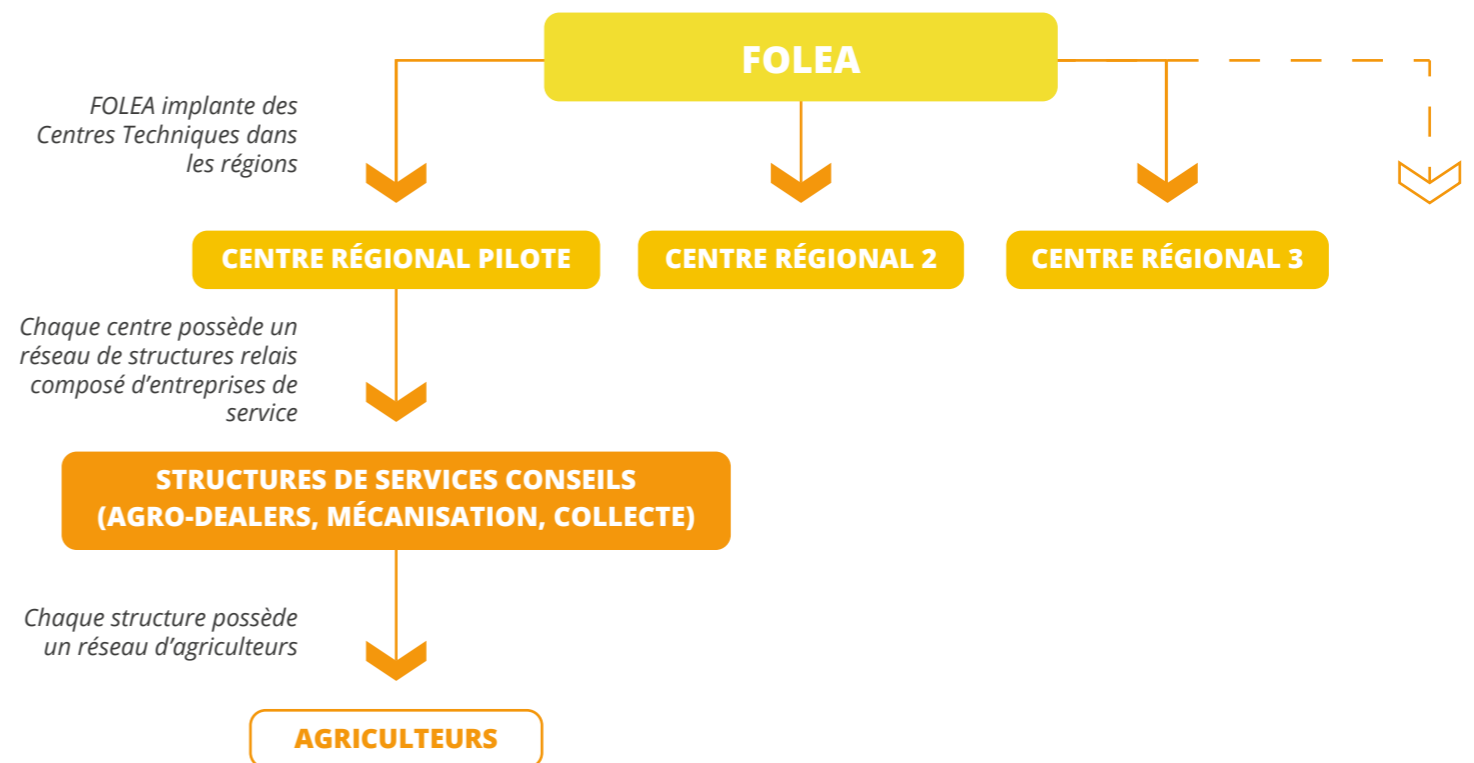 FOLEA
FOLEA implante des
Centres Techniques dans
les régions
CENTRE RÉGIONAL PILOTE
CENTRE RÉGIONAL 2
CENTRE RÉGIONAL 3
Chaque centre possède un
réseau de structures relais
composé d’entreprises de
service
STRUCTURES DE SERVICES CONSEILS
(AGRO-DEALERS, MÉCANISATION, COLLECTE)
Chaque structure possède
un réseau d’agriculteurs
AGRICULTEURS